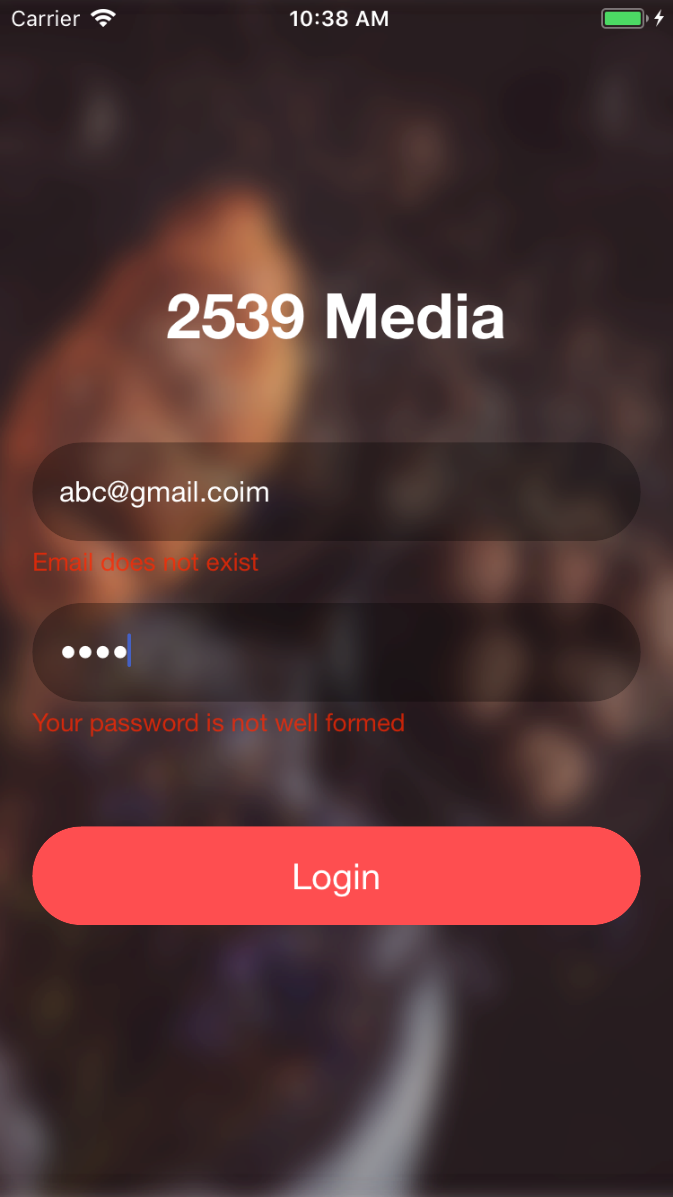 Carrier 10:38 AM
2539 Media
abc@gmail.coim
Email does not exist
••••
Your password is not well formed
Login